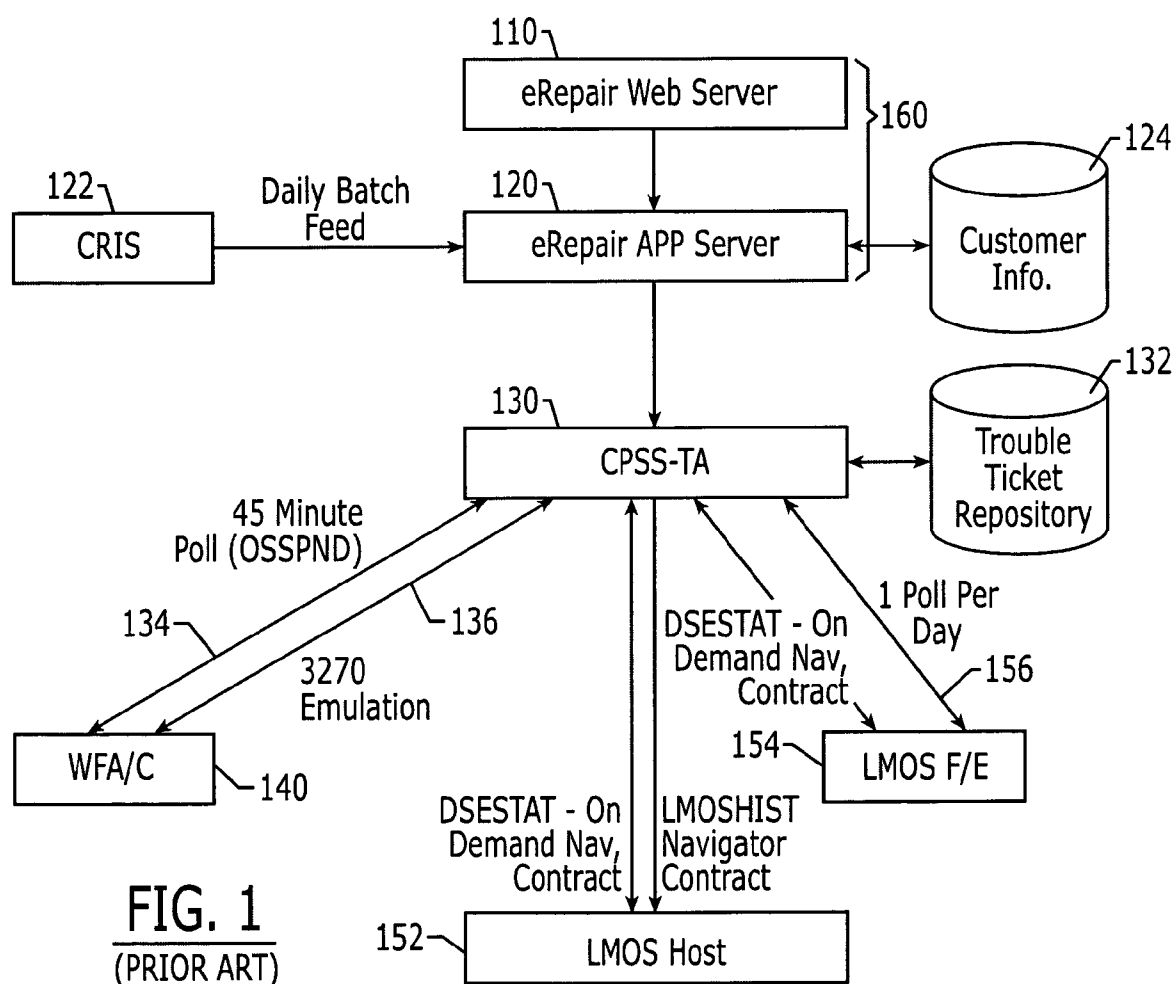 110
eRepair Web Server
160
124
122
Daily Batch
Feed
120
CRIS
eRepair APP Server
Customer
Info.
132
130
CPSS-TA
Trouble
Ticket
Repository
45 Minute
Poll (OSSPND)
134
136
3270
Emulation
1 Poll Per
Day
DSESTAT - On
Demand Nav,
Contract
156
WFA/C
140
154
LMOS F/E
DSESTAT - On
Demand Nav,
Contract
LMOSHIST
Navigator
Contract
152
LMOS Host
FIG. 1
(PRIOR ART)